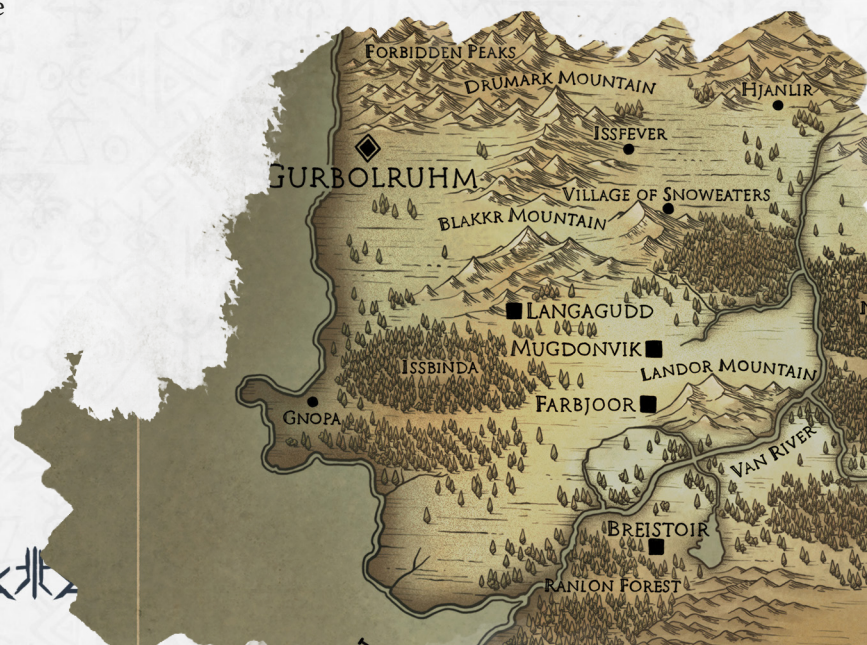 e
FORBIDDEN PEAKS
DRUMARK MOUNTAIN
HJANLIR
ISSFEVER
GURBOLRUHM
VILLAGE OF SNOWEATERS
BLAKKR MOUNTAIN
LANGAGUDD
MUGDONVIK
ISSBINDA
LANDOR MOUNTAIN
FARBJOOR
GNOPA
VAN RIVER
BREISTOIR
RANLON FOREST